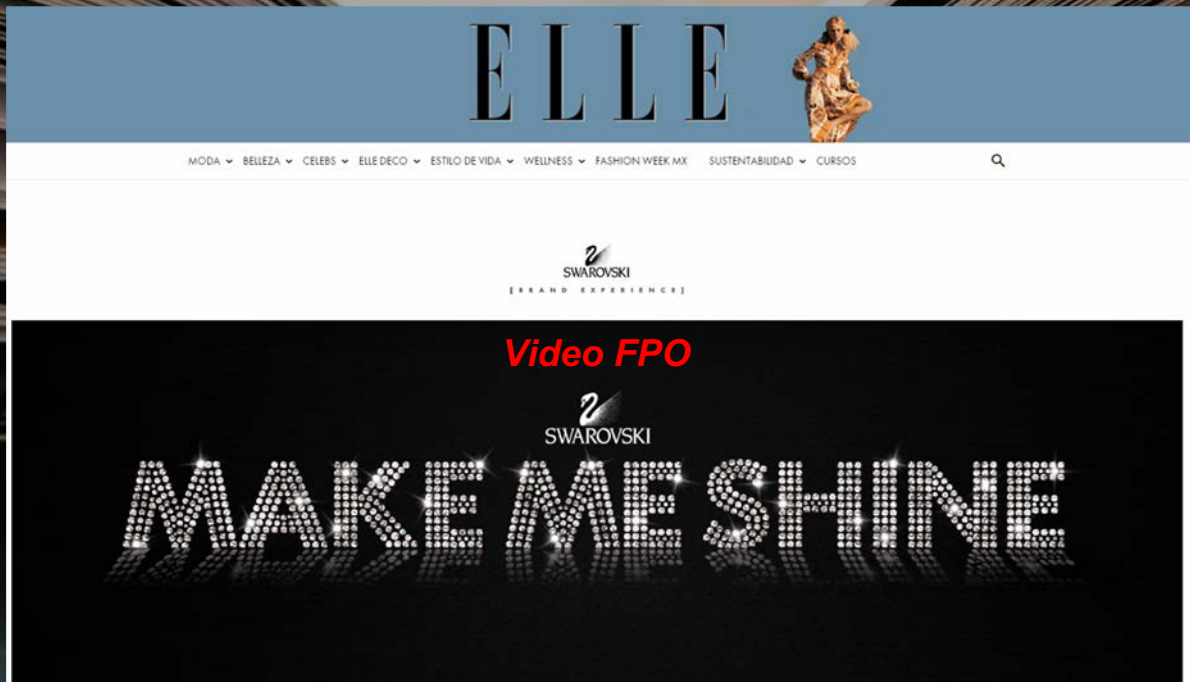 ELLE
MODA BELLEZA CELEBS ELLE DECO ESTILO DE VIDA WELLNESS FASHION WEEK MX SUSTENTABILIDAD CURSOS
SWAROVSKI
[BRAND EXPERIENCE]
Video FPO
SWAROVSKI
MAKE ME SHINE